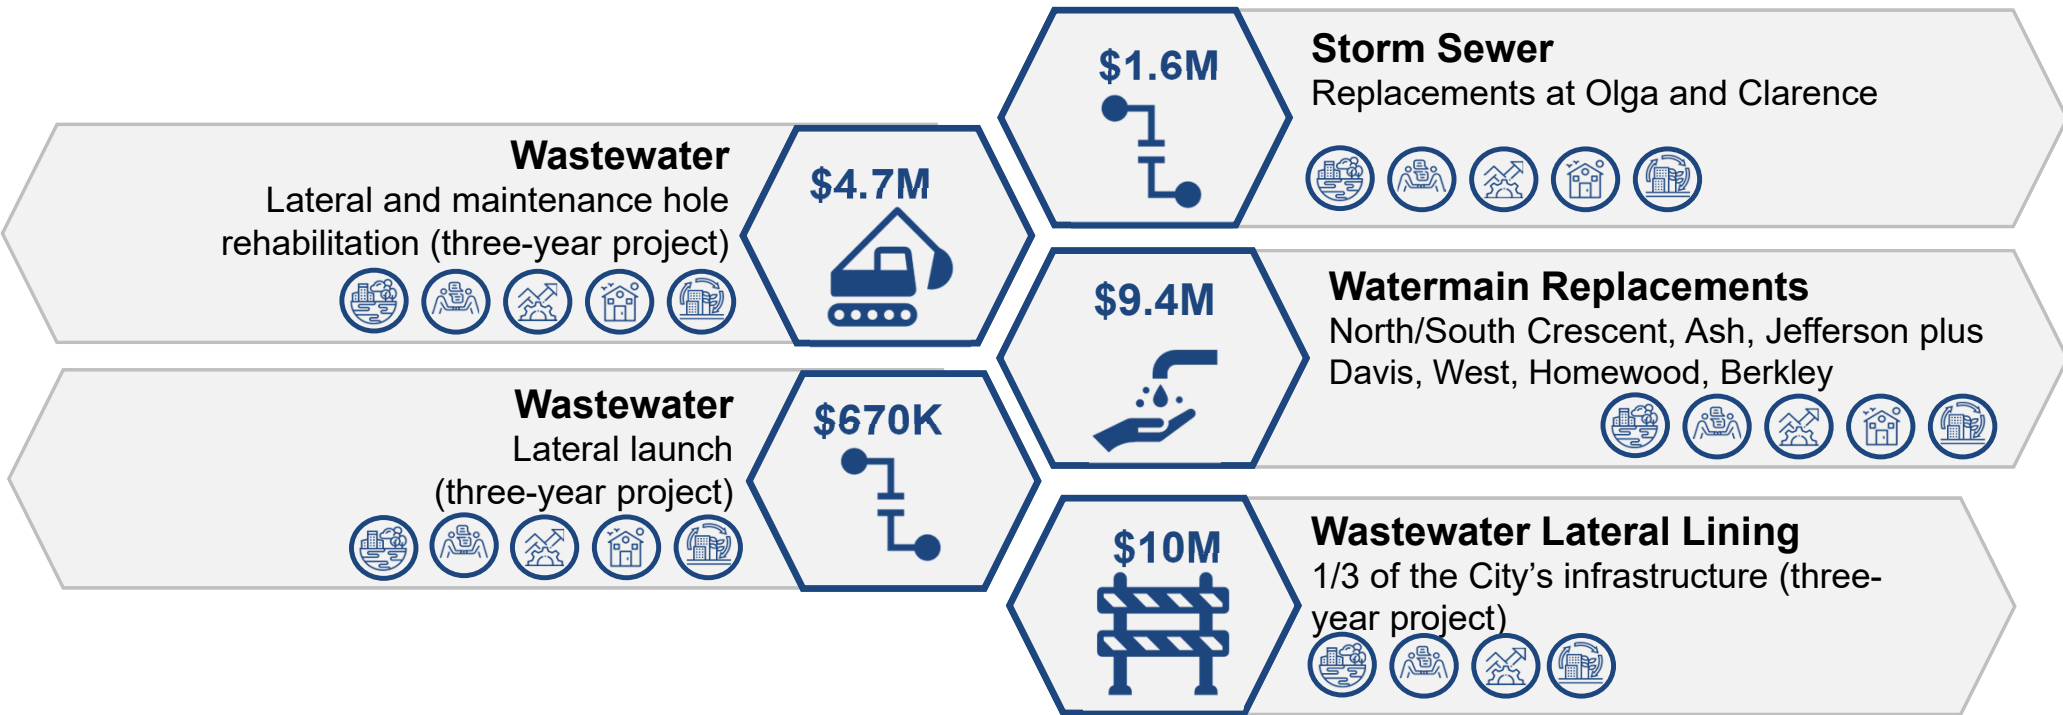 $1.6M
Storm Sewer
Replacements at Olga and Clarence
Wastewater
Lateral and maintenance hole
rehabilitation (three-year project)
$4.7M
$9.4M
Watermain Replacements
North/South Crescent, Ash, Jefferson plus
Davis, West, Homewood, Berkley
Wastewater
Lateral launch
(three-year project)
$670K
$10M
Wastewater Lateral Lining
1/3 of the City’s infrastructure (three-
year project)